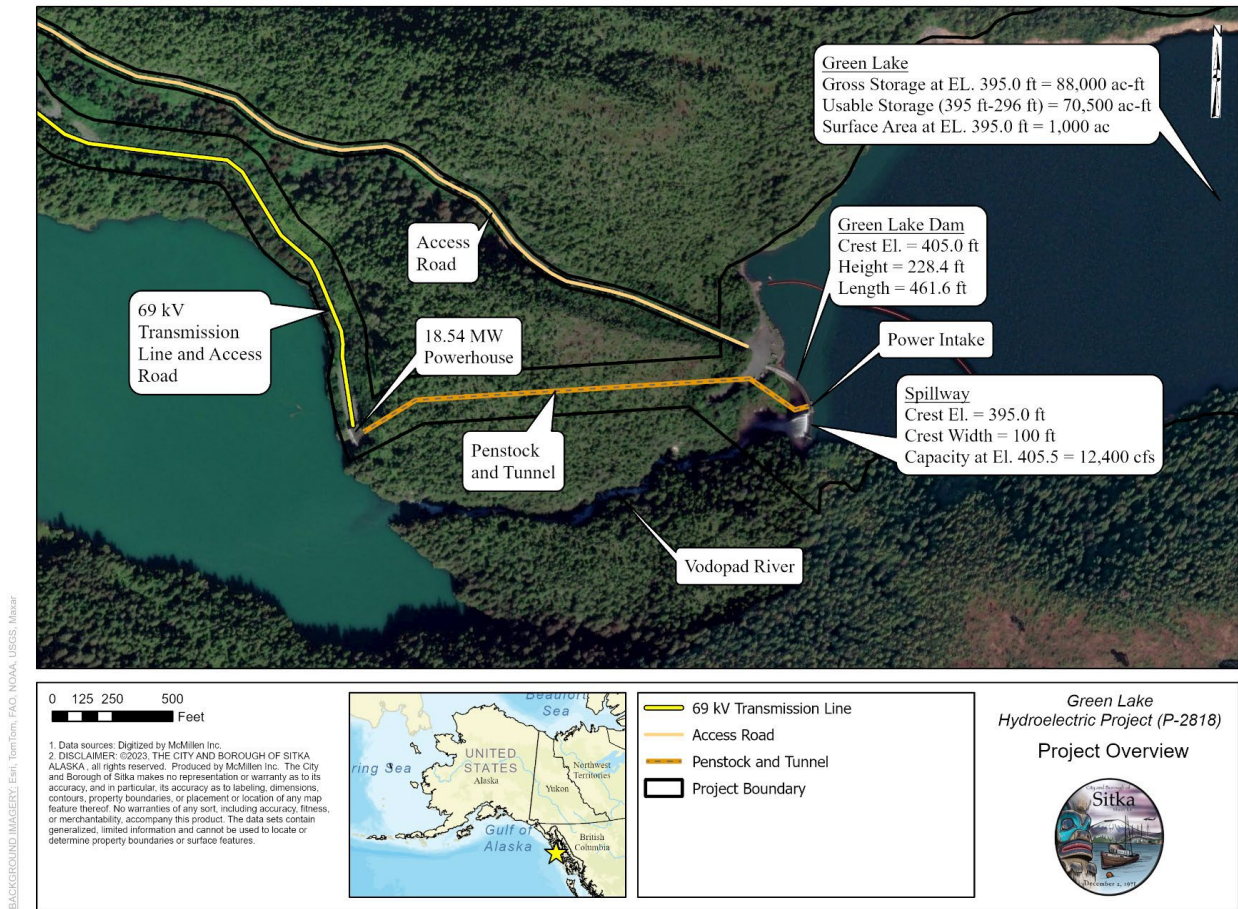 Green Lake
Gross Storage at EL. 395.0 ft = 88,000 ac-ft
Usable Storage (395 ft-296 ft) = 70,500 ac-ft
Surface Area at EL. 395.0 ft = 1,000 ac
Access
Road
Green Lake Dam
Crest El. = 405.0 ft
Height = 228.4 ft
Length = 461.6 ft
69 kV
Transmission
Line and Access
Road
18.54 MW
Powerhouse
Power Intake
Spillway
Crest El. = 395.0 ft
Crest Width = 100 ft
Capacity at El. 405.5 = 12,400 cfs
Penstock
and Tunnel
Vodopad River
BACKGROUND IMAGERY: Esri, TomTom, FAO, NOAA, USGS, Maxar
0 125 250 500
Feet
1. Data sources: Digitized by McMillen Inc.
2. DISCLAIMER: ©2023, THE CITY AND BOROUGH OF SITKA
ALASKA , all rights reserved. Produced by McMillen Inc. The City
and Borough of Sitka makes no representation or warranty as to its
accuracy, and in particular, its accuracy as to labeling, dimensions,
contours, property boundaries, or placement or location of any map
feature thereof. No warranties of any sort, including accuracy, fitness,
or merchantability, accompany this product. The data sets contain
generalized, limited information and cannot be used to locate or
determine property boundaries or surface features.
Beaufort
Sea
ring Sea
UNITED
STATES
Alaska
Northwest
Territories
Yukon
Gulf of
Alaska
British
Columbia
69 kV Transmission Line
Access Road
Penstock and Tunnel
Project Boundary
Green Lake
Hydroelectric Project (P-2818)
Project Overview
City and Borough of
Sitka
December 2, 1971